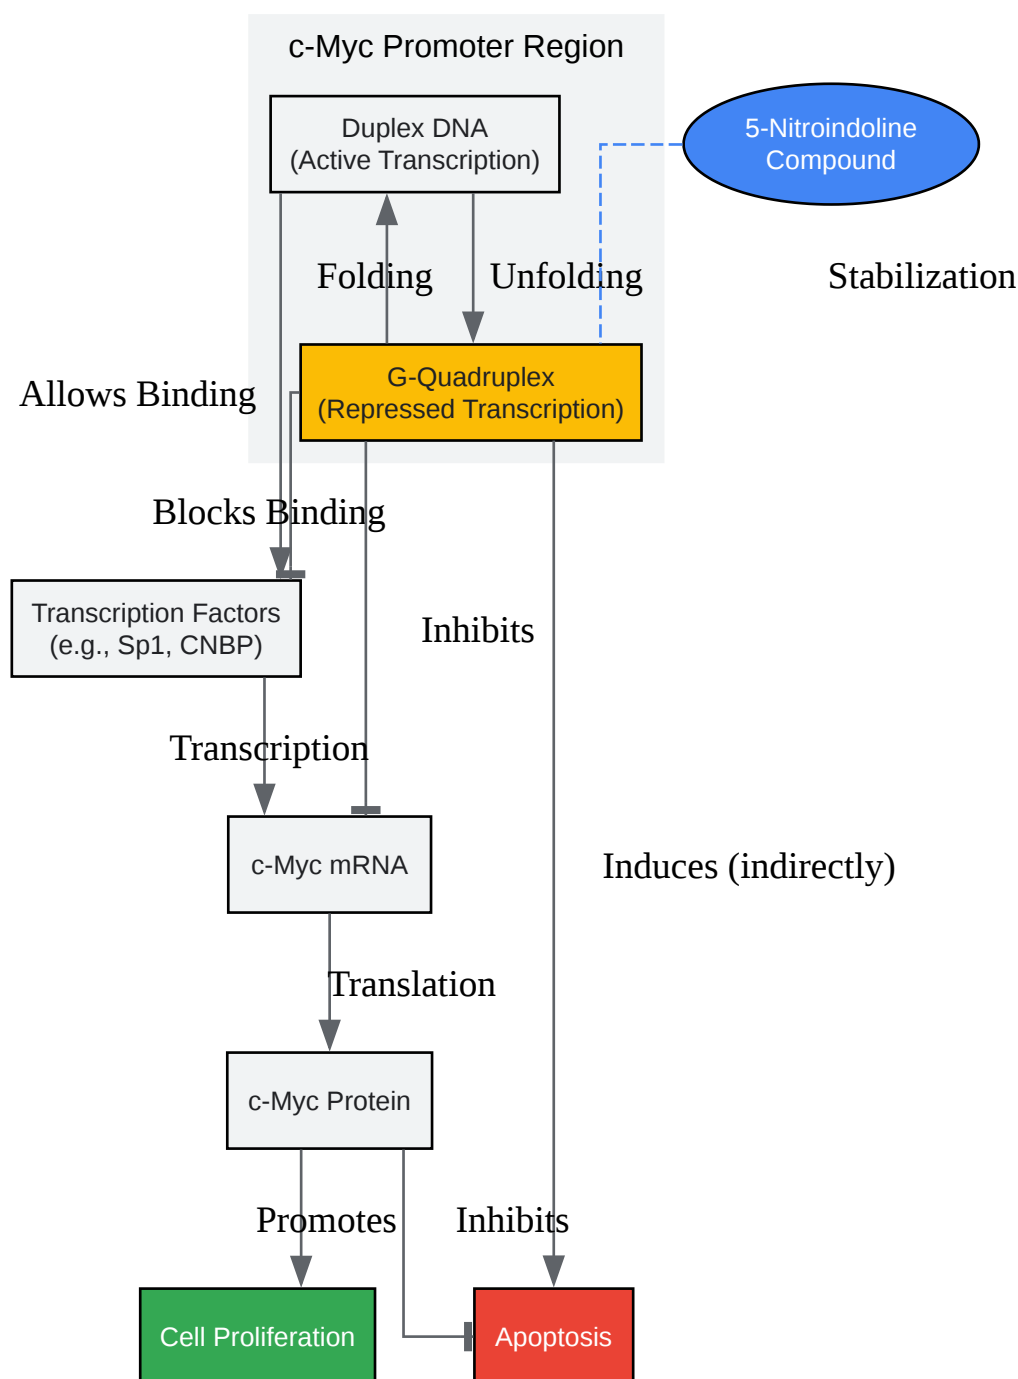 c-Myc Promoter Region
Duplex DNA
(Active Transcription)
5-Nitroindoline
Compound
Folding
Unfolding
Stabilization
G-Quadruplex
(Repressed Transcription)
Allows Binding
Blocks Binding
Transcription Factors
(e.g., Sp1, CNBP)
Inhibits
Transcription
c-Myc mRNA
Induces (indirectly)
Translation
c-Myc Protein
Promotes
Inhibits
Cell Proliferation
Apoptosis